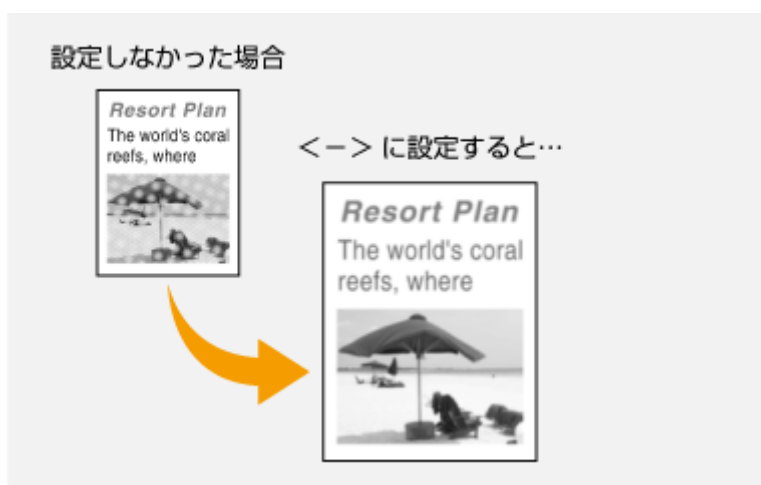 設定しなかった場合
Resort Plan
The world's coral
reefs, where
＜－＞に設定すると…
Resort Plan
The world's coral
reefs, where